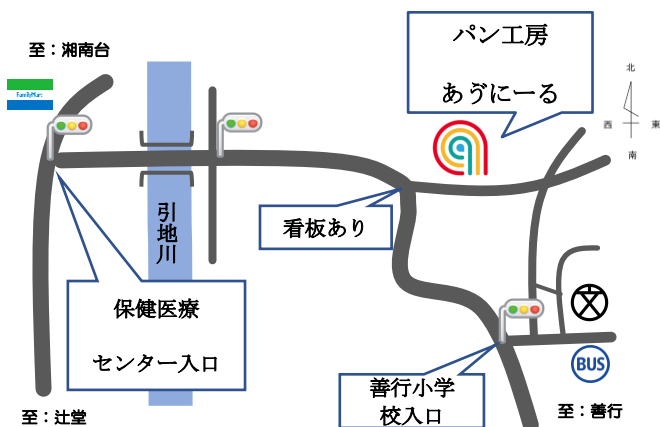 パン工房
あゔにーる
至：湘南台
FamilyMart
北
西
東
南
引地川
看板あり
保健医療
センター入口
BUS
善行小学
校入口
至：善行
至：辻堂